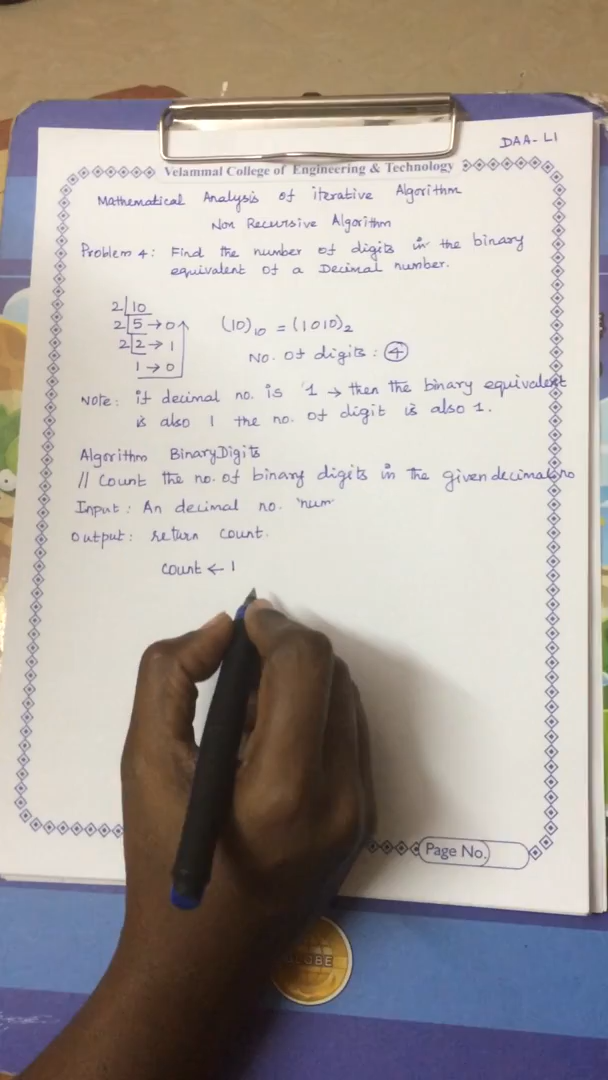 DAA-L1
Velammal College of Engineering & Technology
Mathematical Analysis of iterative Algorithm
Non Recursive Algorithm
Problem 4: Find the number of digits in the binary
equivalent of a Decimal number.
2 10
2 5 → 0 (10)10 = (1010)2
2 2 → 1 No. of digits: 4
1 → 0
Note: if decimal no. is '1 → then the binary equivalent
is also 1 the no. of digit is also 1.
Algorithm BinaryDigits
// Count the no. of binary digits in the given decimal no
Input: An decimal no. 'num'
Output: return count.
count ← 1
Page No.